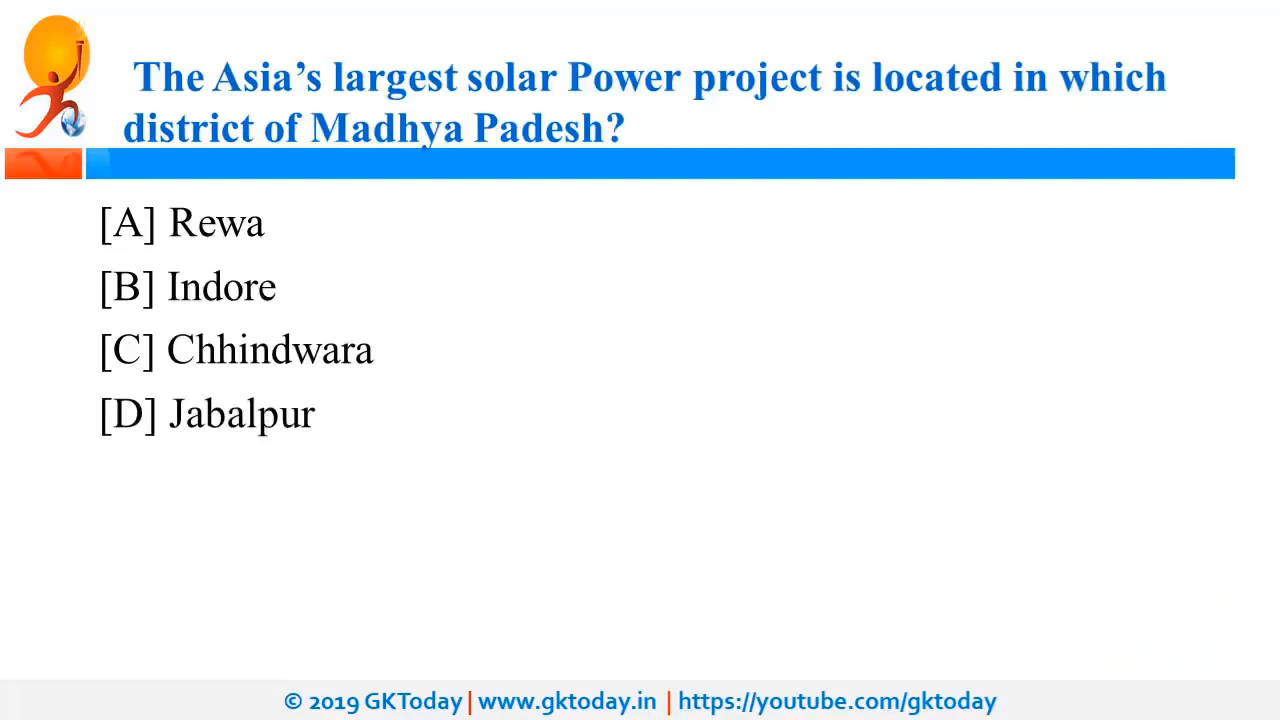 The Asia’s largest solar Power project is located in which
district of Madhya Padesh?
[A] Rewa
[B] Indore
[C] Chhindwara
[D] Jabalpur
© 2019 GKToday | www.gktoday.in | https://youtube.com/gktoday